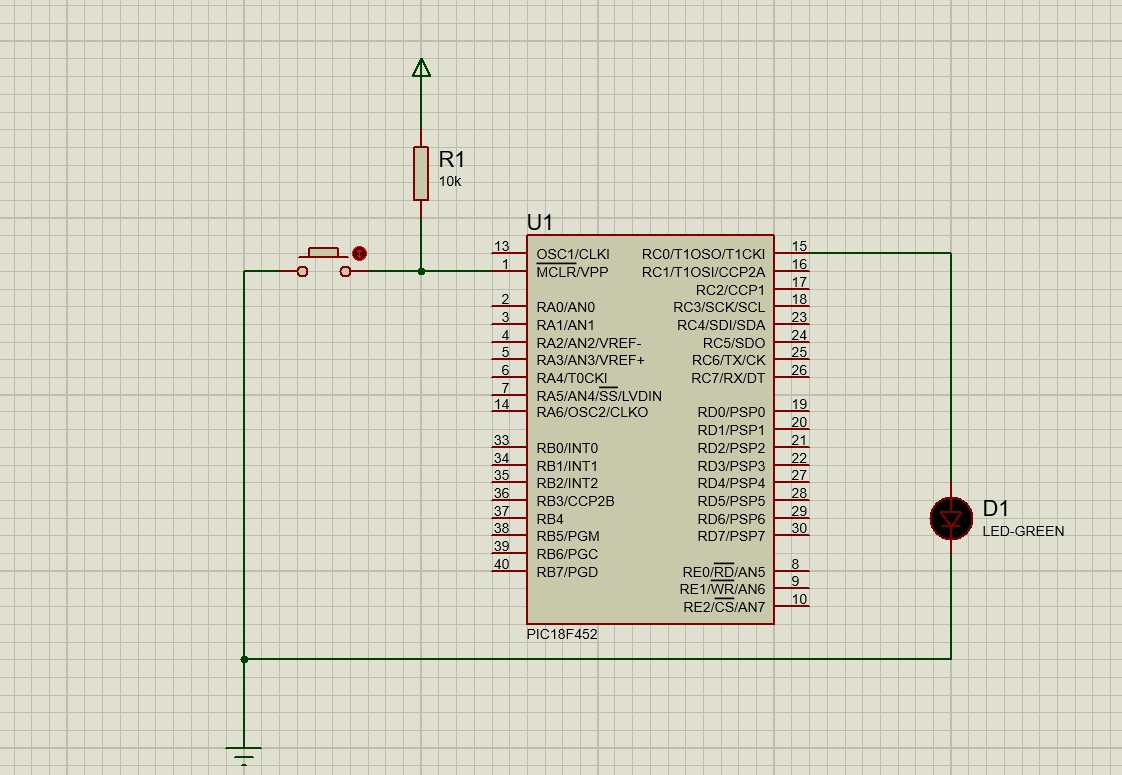 R1
10k
U1
13 OSC1/CLKI RC0/T1OSO/T1CKI 15
1 MCLR/VPP RC1/T1OSI/CCP2A 16
RC2/CCP1 17
2 RA0/AN0 RC3/SCK/SCL 18
3 RA1/AN1 RC4/SDI/SDA 23
4 RA2/AN2/VREF- RC5/SDO 24
5 RA3/AN3/VREF+ RC6/TX/CK 25
6 RA4/T0CKI RC7/RX/DT 26
7 RA5/AN4/SS/LVDIN
14 RA6/OSC2/CLKO RD0/PSP0 19
RD1/PSP1 20
33 RB0/INT0 RD2/PSP2 21
34 RB1/INT1 RD3/PSP3 22
35 RB2/INT2 RD4/PSP4 27
36 RB3/CCP2B RD5/PSP5 28
37 RB4 RD6/PSP6 29
38 RB5/PGM RD7/PSP7 30
39 RB6/PGC
40 RB7/PGD RE0/RD/AN5 8
RE1/WR/AN6 9
RE2/CS/AN7 10
PIC18F452
D1
LED-GREEN